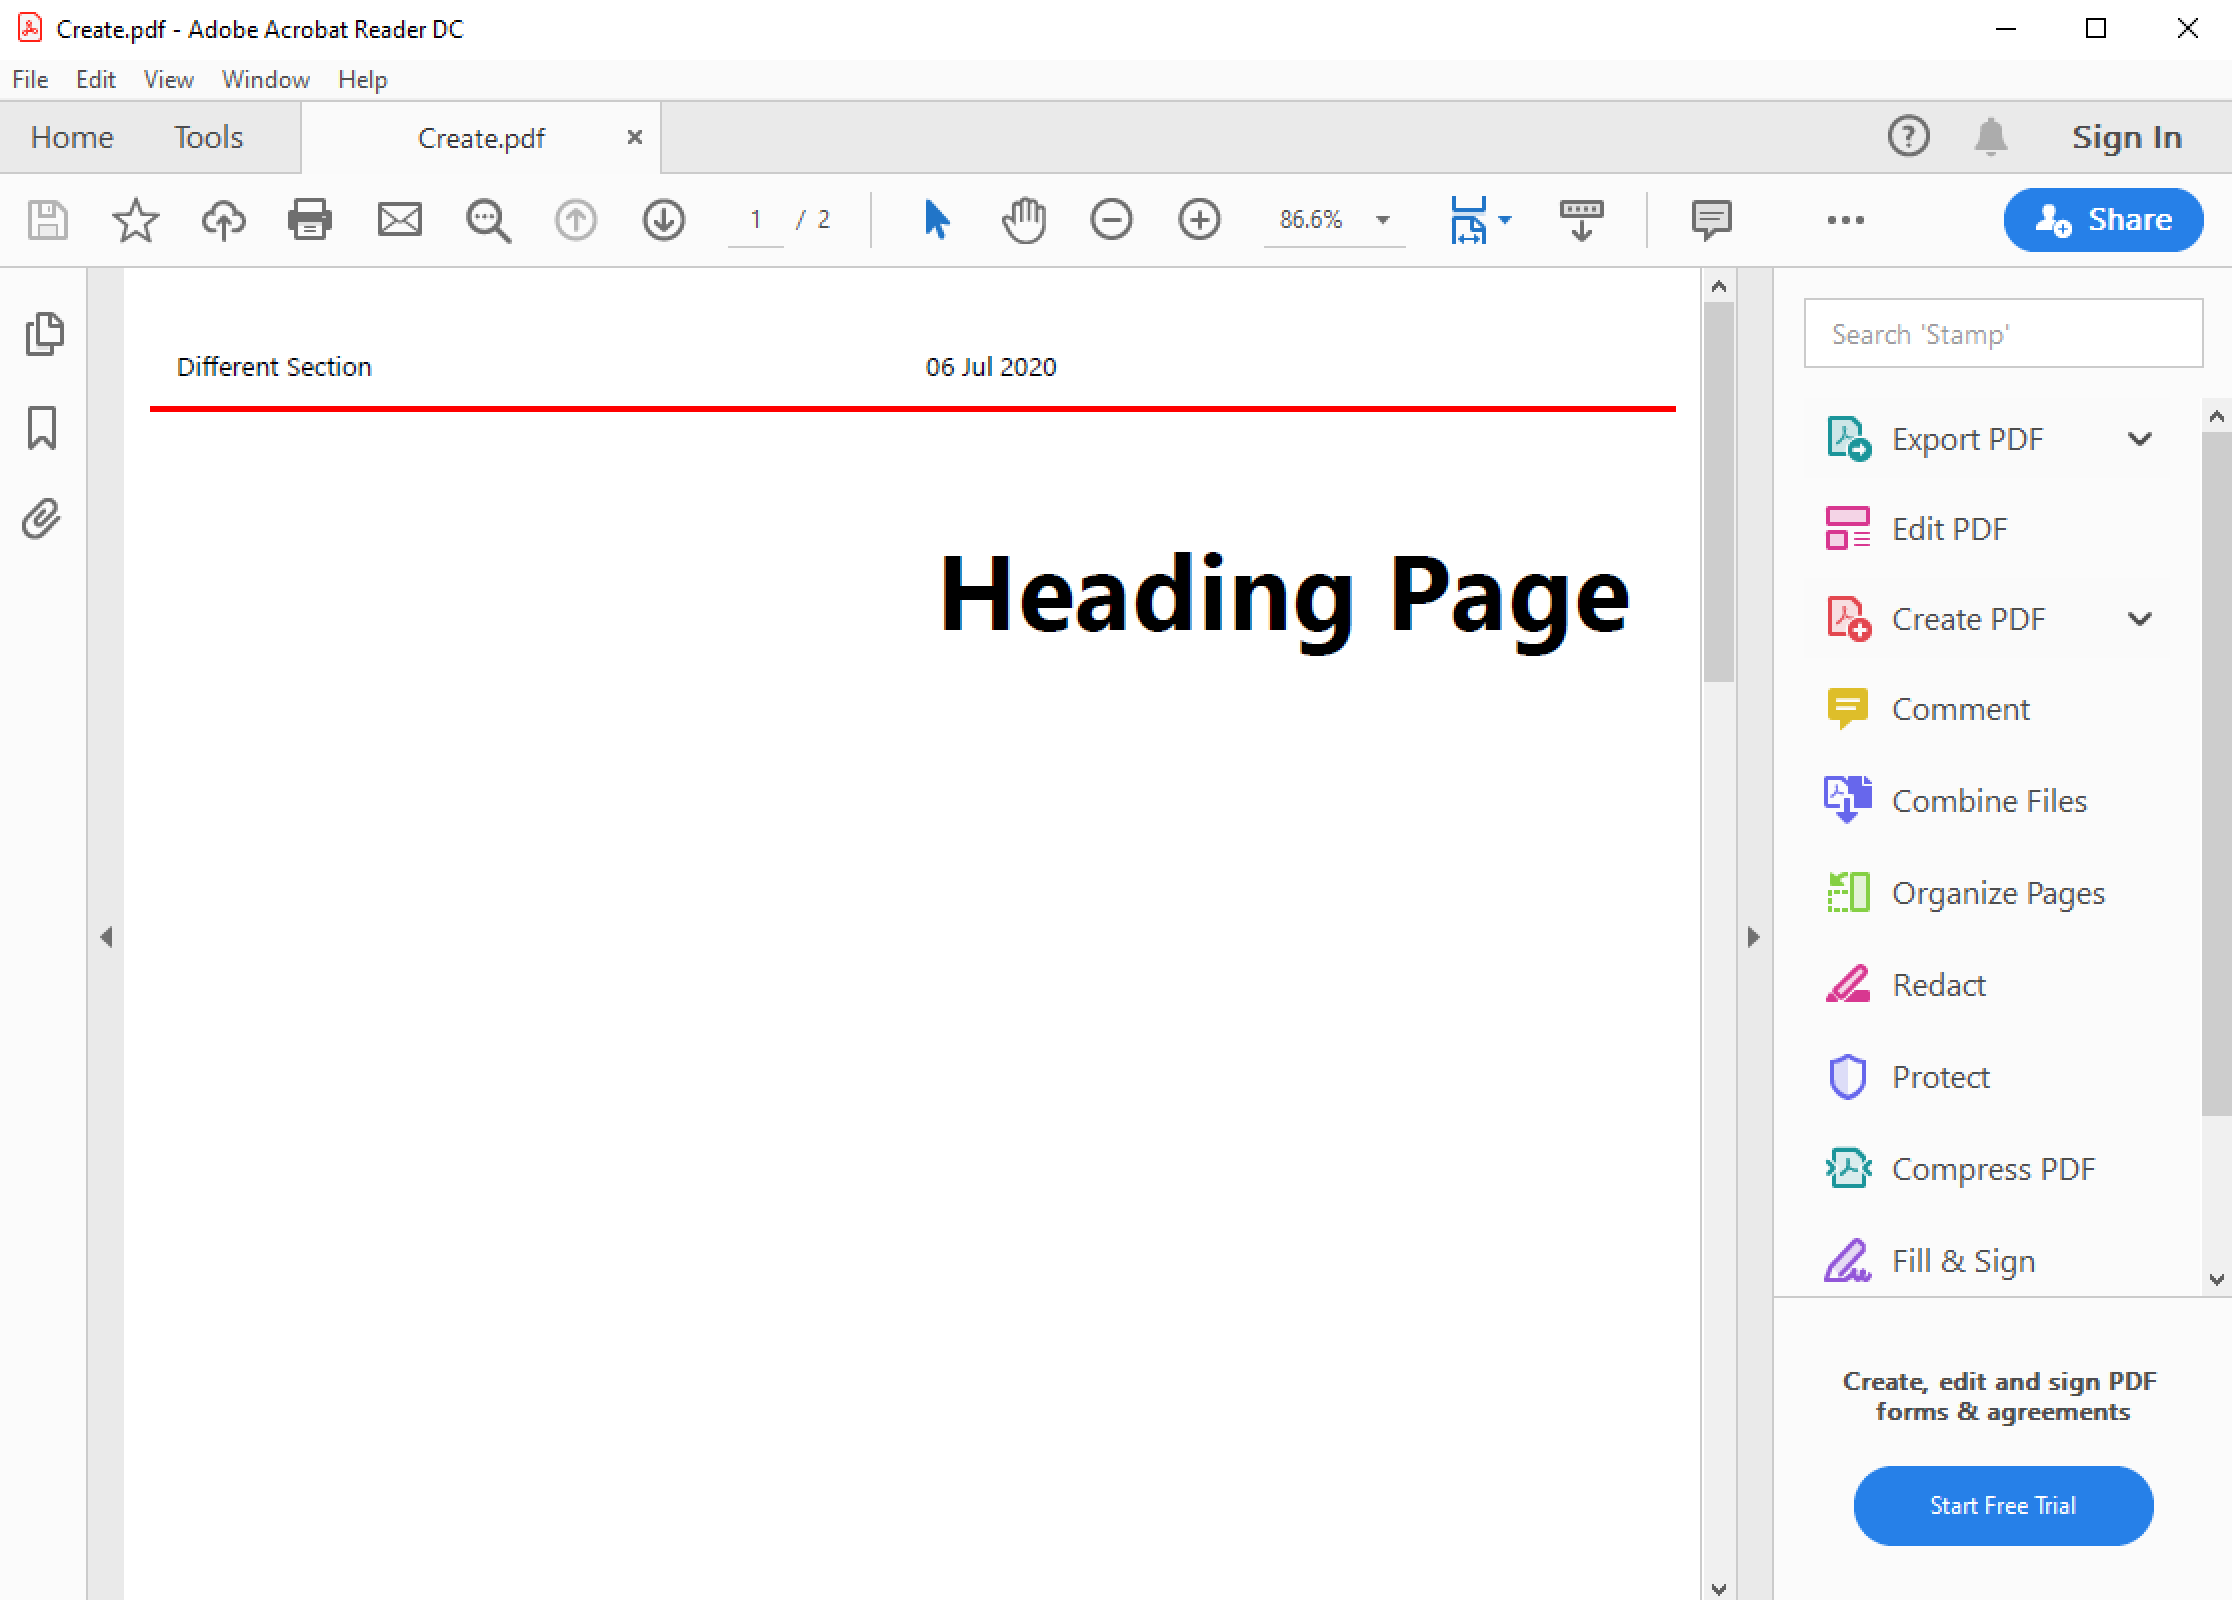 Create.pdf - Adobe Acrobat Reader DC
File Edit View Window Help
Home Tools Create.pdf Sign In
1 / 2 86.6% Share
Different Section 06 Jul 2020
Heading Page
Search 'Stamp'
Export PDF
Edit PDF
Create PDF
Comment
Combine Files
Organize Pages
Redact
Protect
Compress PDF
Fill & Sign
Create, edit and sign PDF
forms & agreements
Start Free Trial